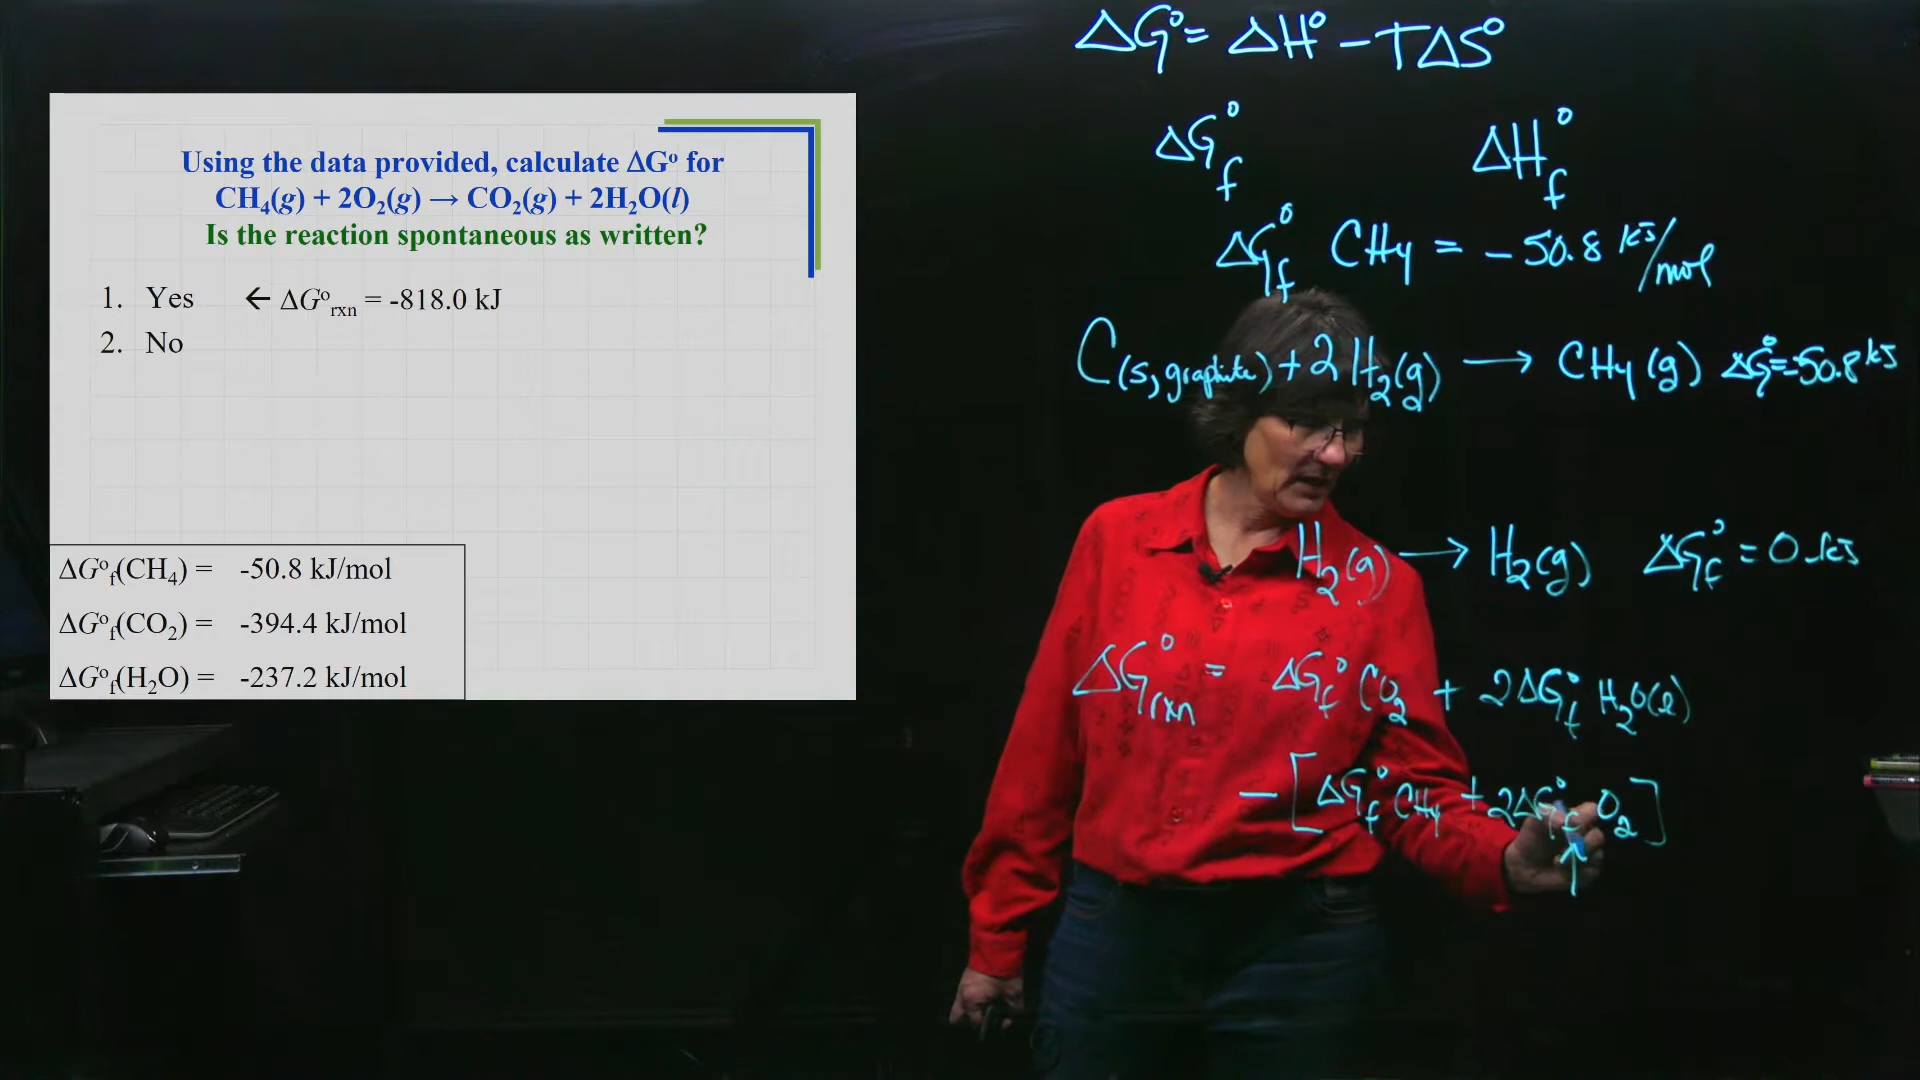 Using the data provided, calculate ΔG° for
CH₄(g) + 2O₂(g) → CO₂(g) + 2H₂O(l)
Is the reaction spontaneous as written?
1. Yes ← ΔG°rxn = -818.0 kJ
2. No
ΔG°f(CH₄) = -50.8 kJ/mol
ΔG°f(CO₂) = -394.4 kJ/mol
ΔG°f(H₂O) = -237.2 kJ/mol
ΔG° = ΔH° – TΔS°
ΔG°f ΔH°f
ΔG°f CH4 = – 50.8 kJ/mol
C(s, graphite) + 2H₂(g) → CH4(g) ΔG° = -50.8 kJ
H₂(g) → H₂(g) ΔG°f = 0 kJ
ΔG°rxn = ΔG°f CO₂ + 2ΔG°f H₂O(l)
– [ΔG°f CH4 + 2ΔG°f O₂]
↑